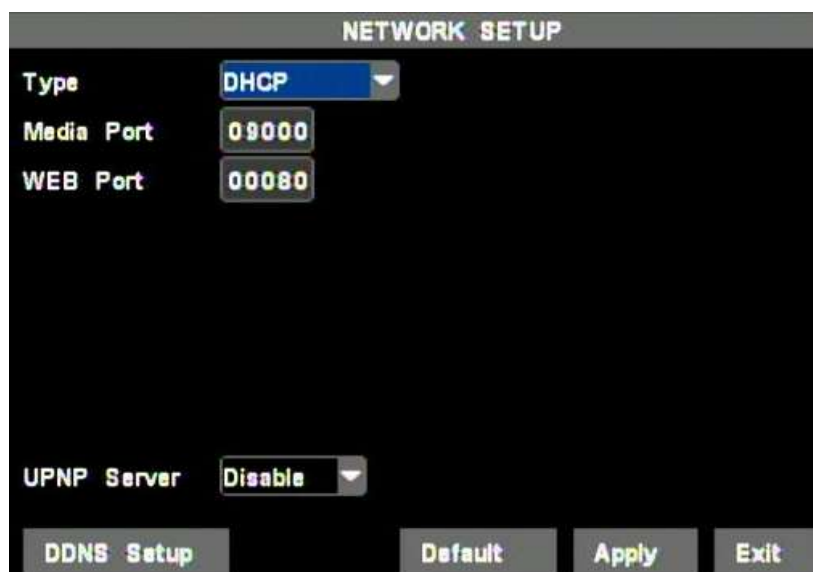 NETWORK SETUP
Type DHCP
Media Port 09000
WEB Port 00080
UPNP Server Disable
DDNS Setup Default Apply Exit